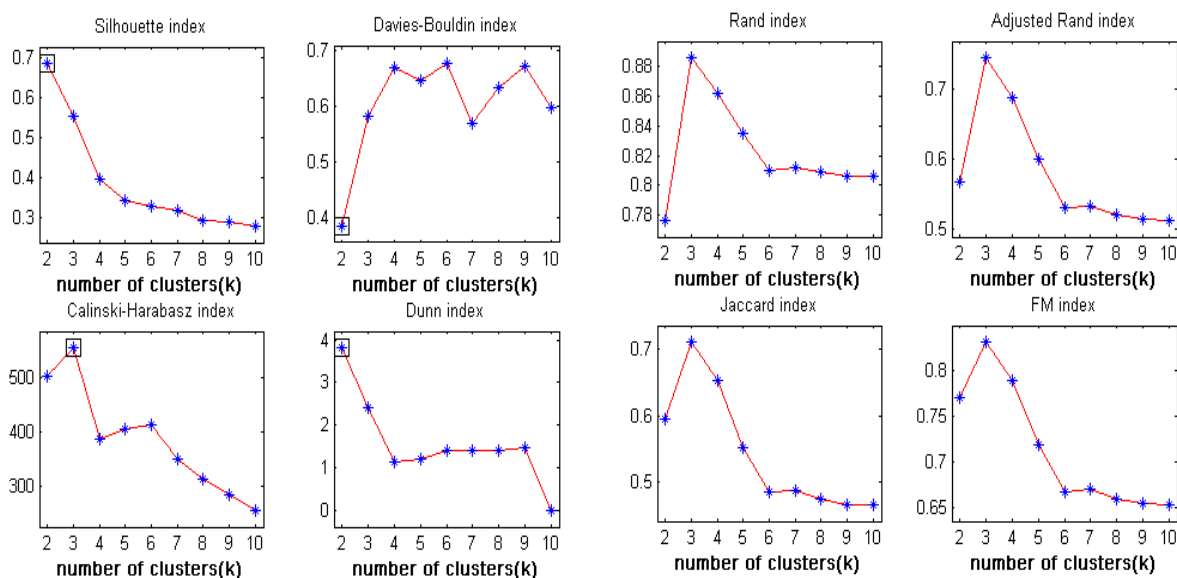 Silhouette index
0.7
0.6
0.5
0.4
0.3
2 3 4 5 6 7 8 9 10
number of clusters(k)
Davies-Bouldin index
0.7
0.6
0.5
0.4
2 3 4 5 6 7 8 9 10
number of clusters(k)
Rand index
0.88
0.86
0.84
0.82
0.8
0.78
2 3 4 5 6 7 8 9 10
number of clusters(k)
Adjusted Rand index
0.7
0.6
0.5
2 3 4 5 6 7 8 9 10
number of clusters(k)
Calinski-Harabasz index
500
400
300
2 3 4 5 6 7 8 9 10
number of clusters(k)
Dunn index
4
3
2
1
0
2 3 4 5 6 7 8 9 10
number of clusters(k)
Jaccard index
0.7
0.6
0.5
2 3 4 5 6 7 8 9 10
number of clusters(k)
FM index
0.8
0.75
0.7
0.65
2 3 4 5 6 7 8 9 10
number of clusters(k)